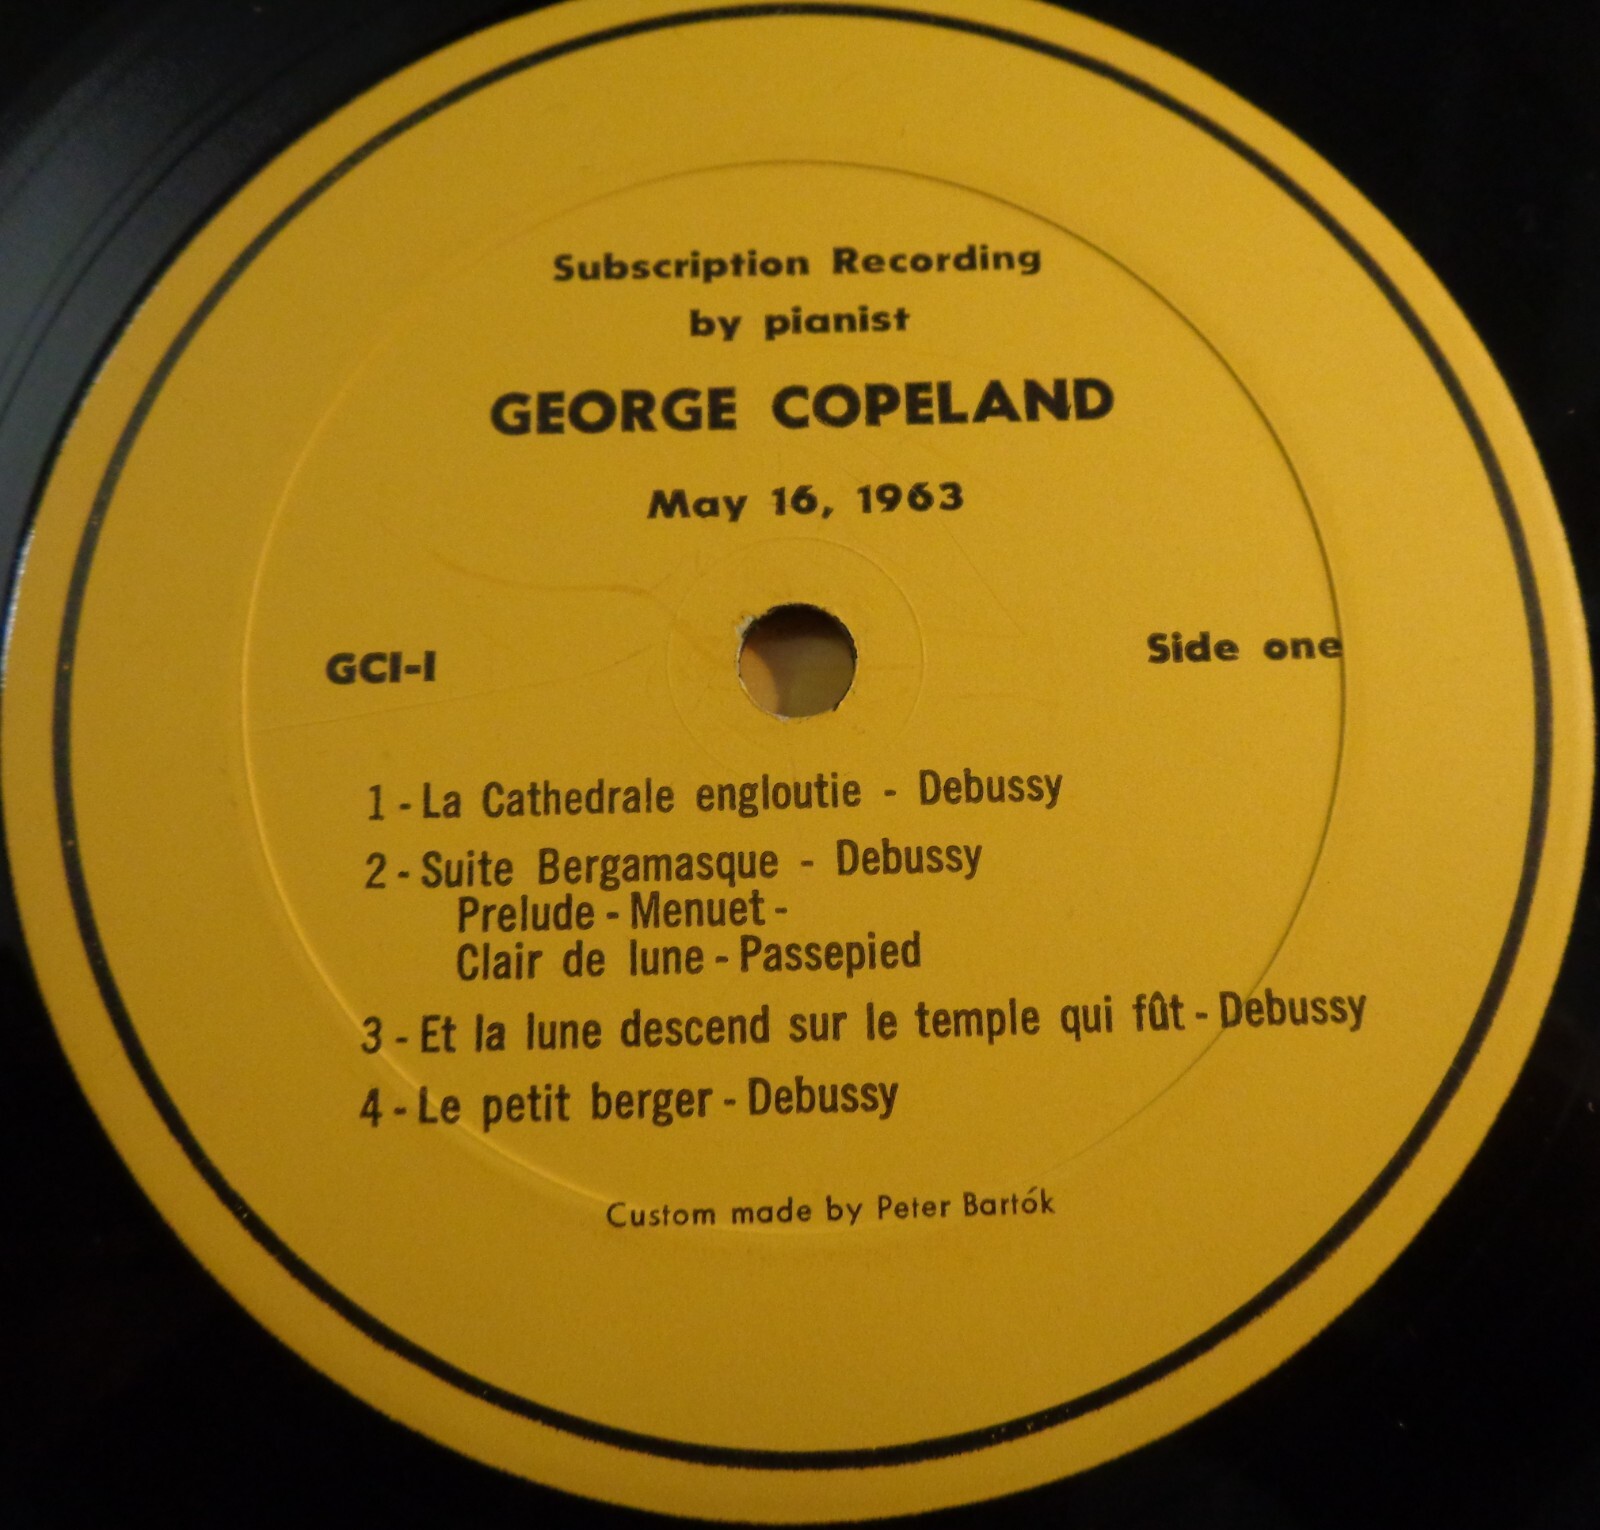 Subscription Recording
by pianist
GEORGE COPELAND
May 16, 1963
GCI-I
Side one
1 - La Cathedrale engloutie - Debussy
2 - Suite Bergamasque - Debussy
Prelude - Menuet -
Clair de lune - Passepied
3 - Et la lune descend sur le temple qui fût - Debussy
4 - Le petit berger - Debussy
Custom made by Peter Bartók